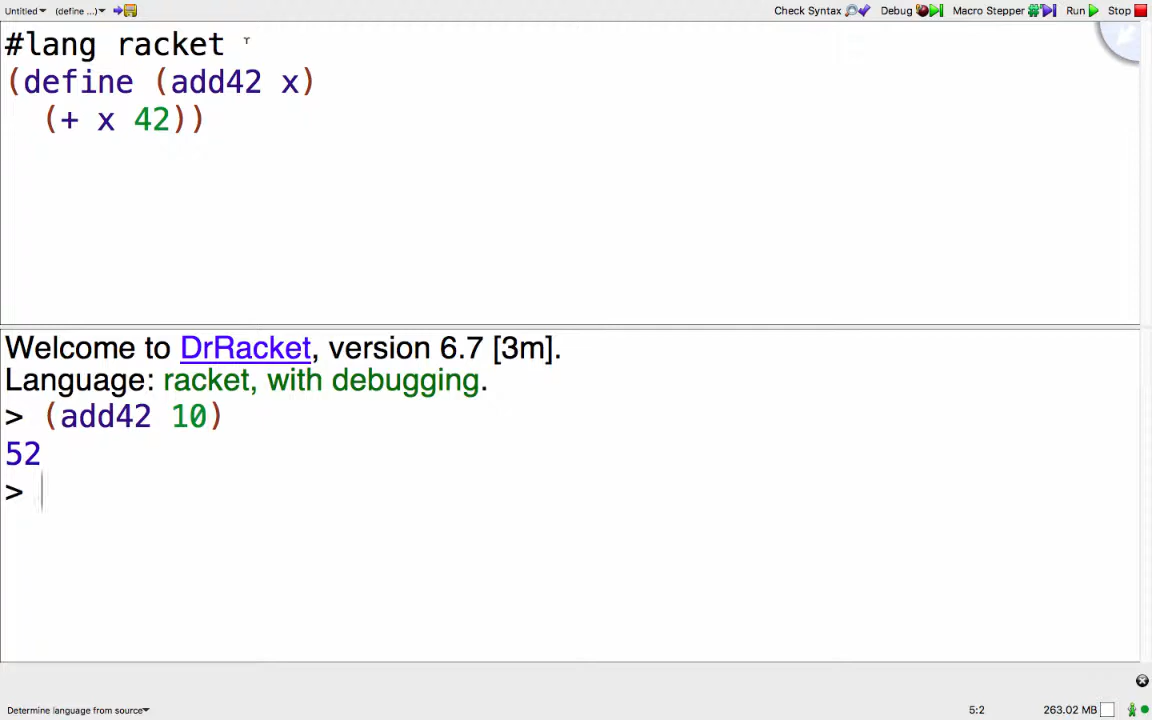 Untitled (define ...) Check Syntax Debug Macro Stepper Run Stop
#lang racket
(define (add42 x)
  (+ x 42))
Welcome to DrRacket, version 6.7 [3m].
Language: racket, with debugging.
> (add42 10)
52
>
Determine language from source 5:2 263.02 MB